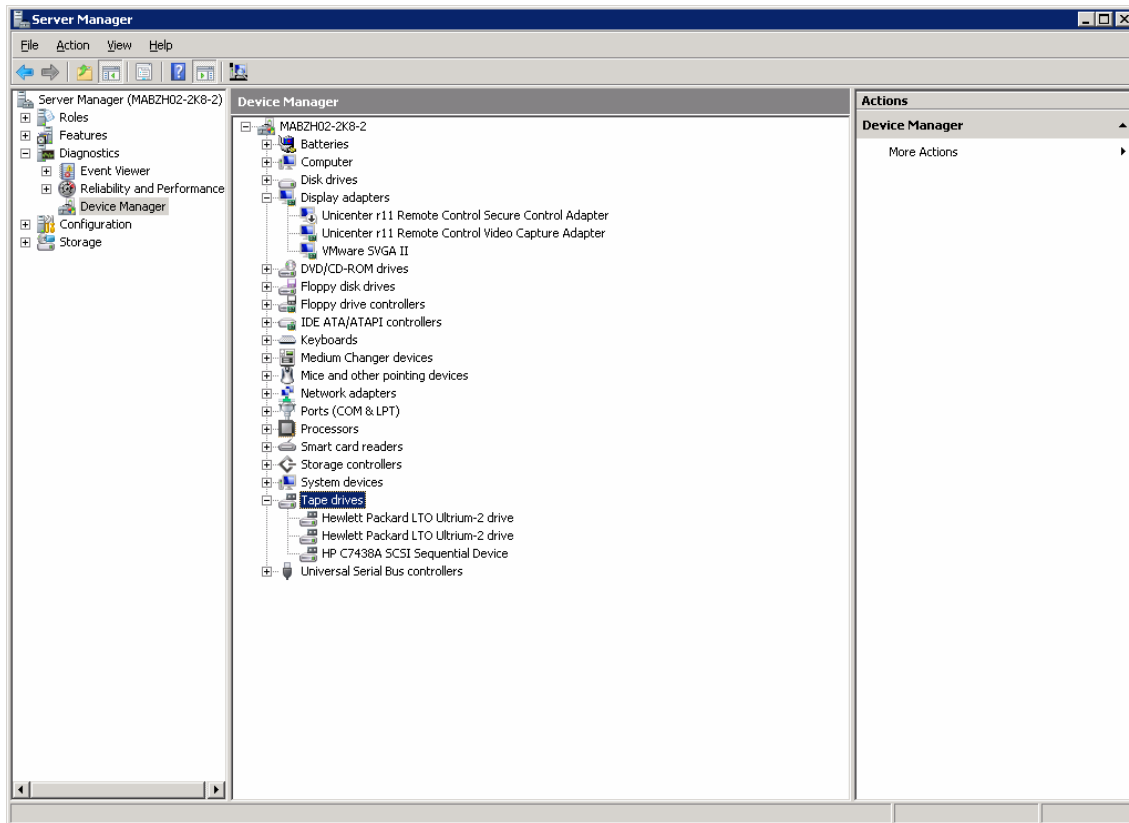 Server Manager
File Action View Help
Server Manager (MABZH02-2K8-2)
Roles
Features
Diagnostics
Event Viewer
Reliability and Performance
Device Manager
Configuration
Storage
Device Manager
MABZH02-2K8-2
Batteries
Computer
Disk drives
Display adapters
Unicenter r11 Remote Control Secure Control Adapter
Unicenter r11 Remote Control Video Capture Adapter
VMware SVGA II
DVD/CD-ROM drives
Floppy disk drives
Floppy drive controllers
IDE ATA/ATAPI controllers
Keyboards
Medium Changer devices
Mice and other pointing devices
Network adapters
Ports (COM & LPT)
Processors
Smart card readers
Storage controllers
System devices
Tape drives
Hewlett Packard LTO Ultrium-2 drive
Hewlett Packard LTO Ultrium-2 drive
HP C7438A SCSI Sequential Device
Universal Serial Bus controllers
Actions
Device Manager
More Actions